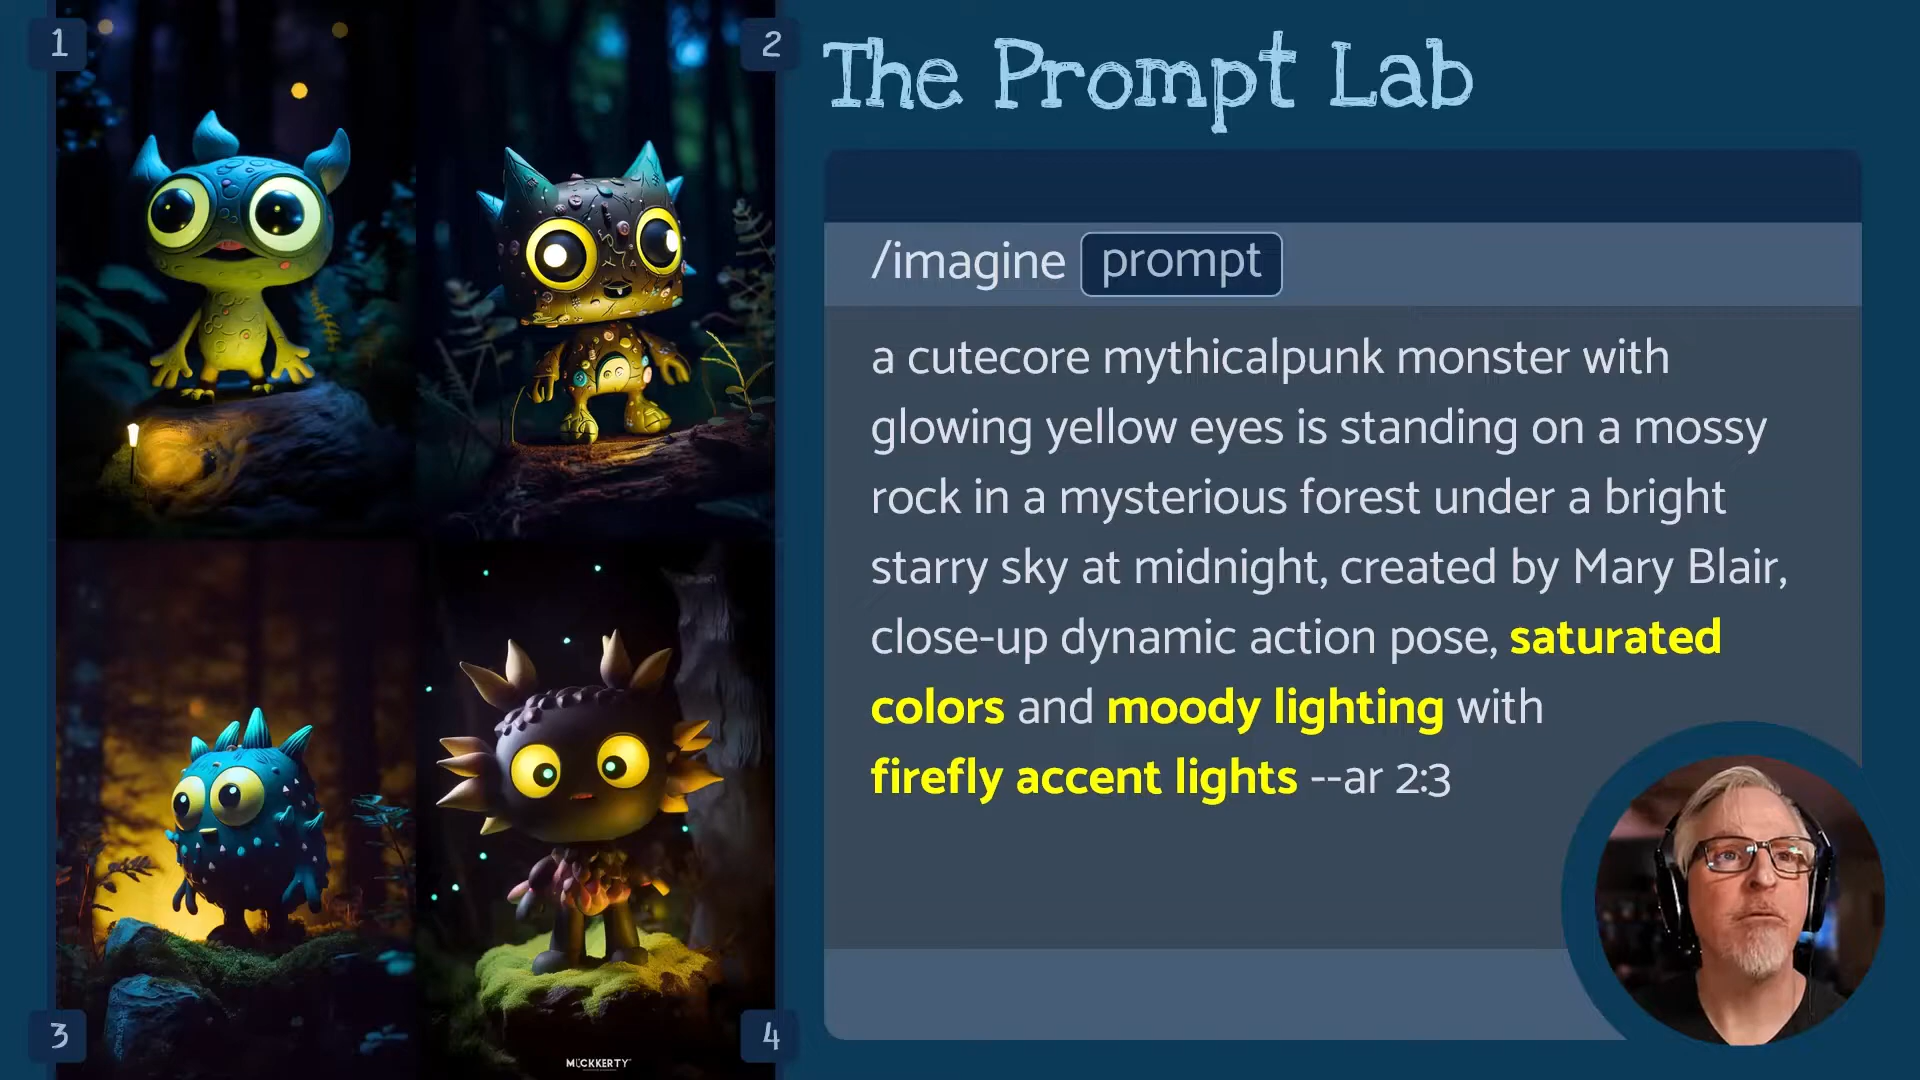 1
2
The Prompt Lab
/imagine prompt
a cutecore mythicalpunk monster with
glowing yellow eyes is standing on a mossy
rock in a mysterious forest under a bright
starry sky at midnight, created by Mary Blair,
close-up dynamic action pose, saturated
colors and moody lighting with
firefly accent lights --ar 2:3
3
4